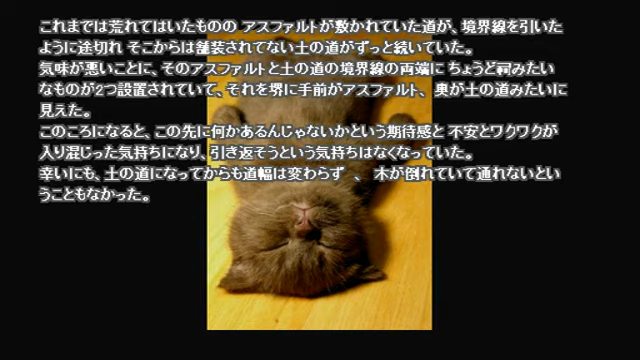 これまでは荒れてはいたものの アスファルトが敷かれていた道が、境界線を引いた
ように途切れ そこからは舗装されてない土の道がずっと続いていた。
気味が悪いことに、そのアスファルトと土の道の境界線の両端に ちょうど祠みたい
なものが2つ設置されていて、それを堺に手前がアスファルト、 奥が土の道みたいに
見えた。
このころになると、この先に何かあるんじゃないかという期待感と 不安とワクワクが
入り混じった気持ちになり、引き返そうという気持ちはなくなっていた。
幸いにも、土の道になってからも道幅は変わらず 、 木が倒れていて通れないとい
うこともなかった。